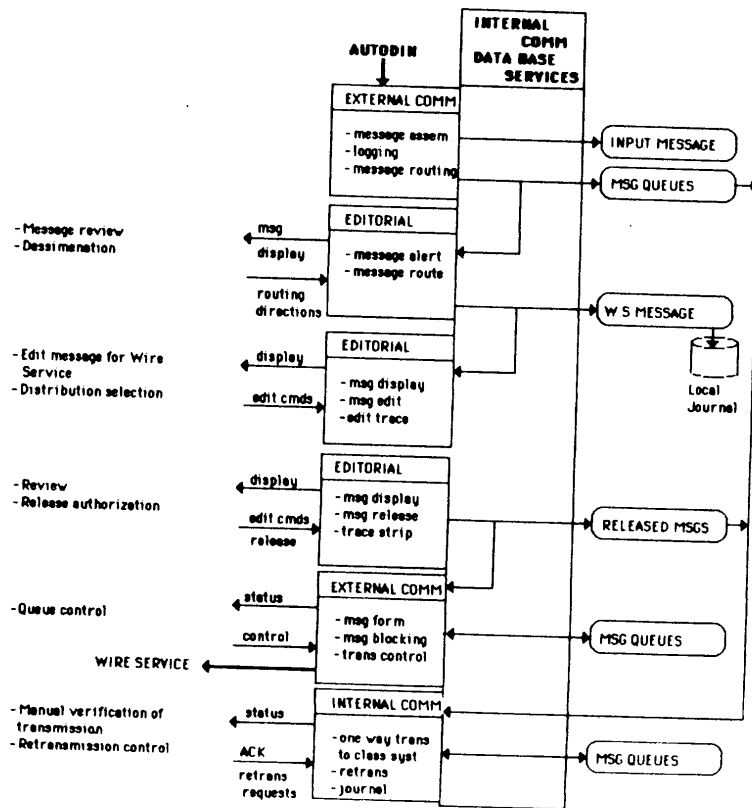 INTERNAL
COMM
DATA BASE
SERVICES
AUTODIN
EXTERNAL COMM
- message assem
- logging
- message routing
INPUT MESSAGE
MSG QUEUES
- Message review
- Dessimenation
msg
display
routing
directions
EDITORIAL
- message alert
- message route
W S MESSAGE
Local
Journal
- Edit message for Wire
Service
- Distribution selection
display
edit cmds
EDITORIAL
- msg display
- msg edit
- edit trace
- Review
- Release authorization
display
edit cmds
release
EDITORIAL
- msg display
- msg release
- trace strip
RELEASED MSGS
- Queue control
status
control
WIRE SERVICE
EXTERNAL COMM
- msg form
- msg blocking
- trans control
MSG QUEUES
- Manual verification of
transmission
- Retransmission control
status
ACK
retrans
requests
INTERNAL COMM
- one way trans
to class syst
- retrans
- journal
MSG QUEUES